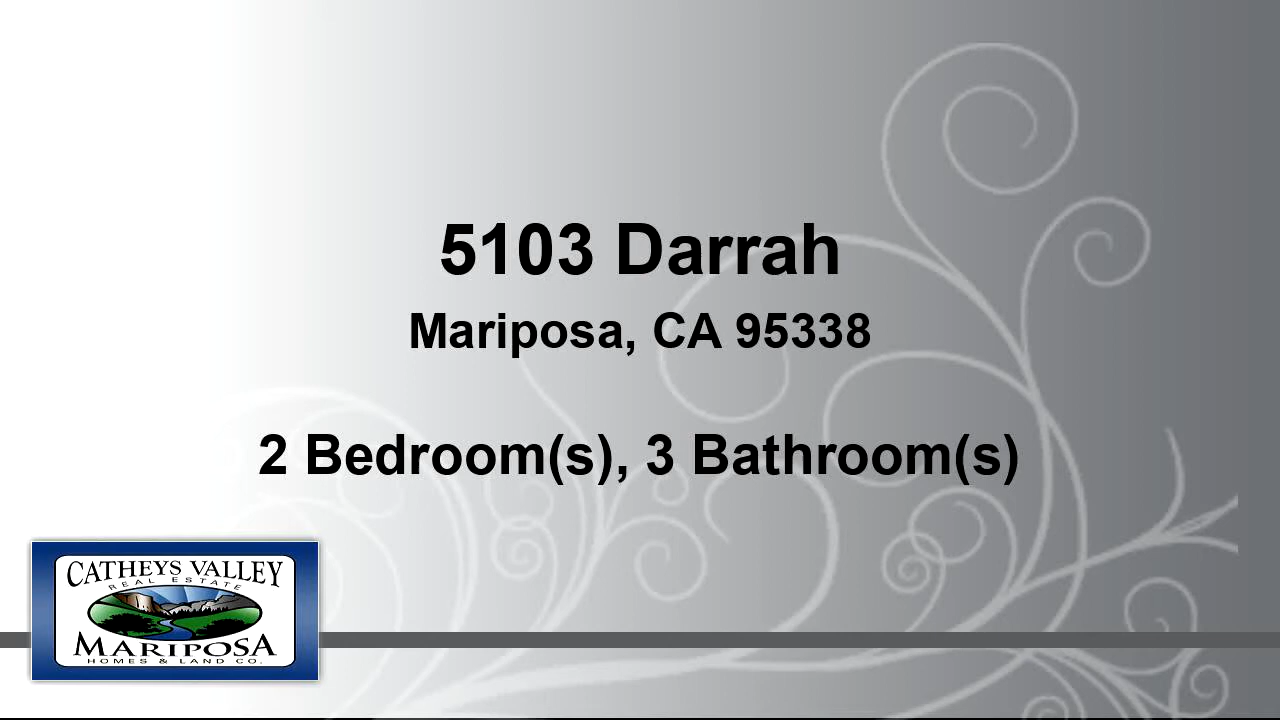 5103 Darrah
Mariposa, CA 95338
2 Bedroom(s), 3 Bathroom(s)
CATHEYS VALLEY
REAL ESTATE
MARIPOSA
HOMES & LAND CO.